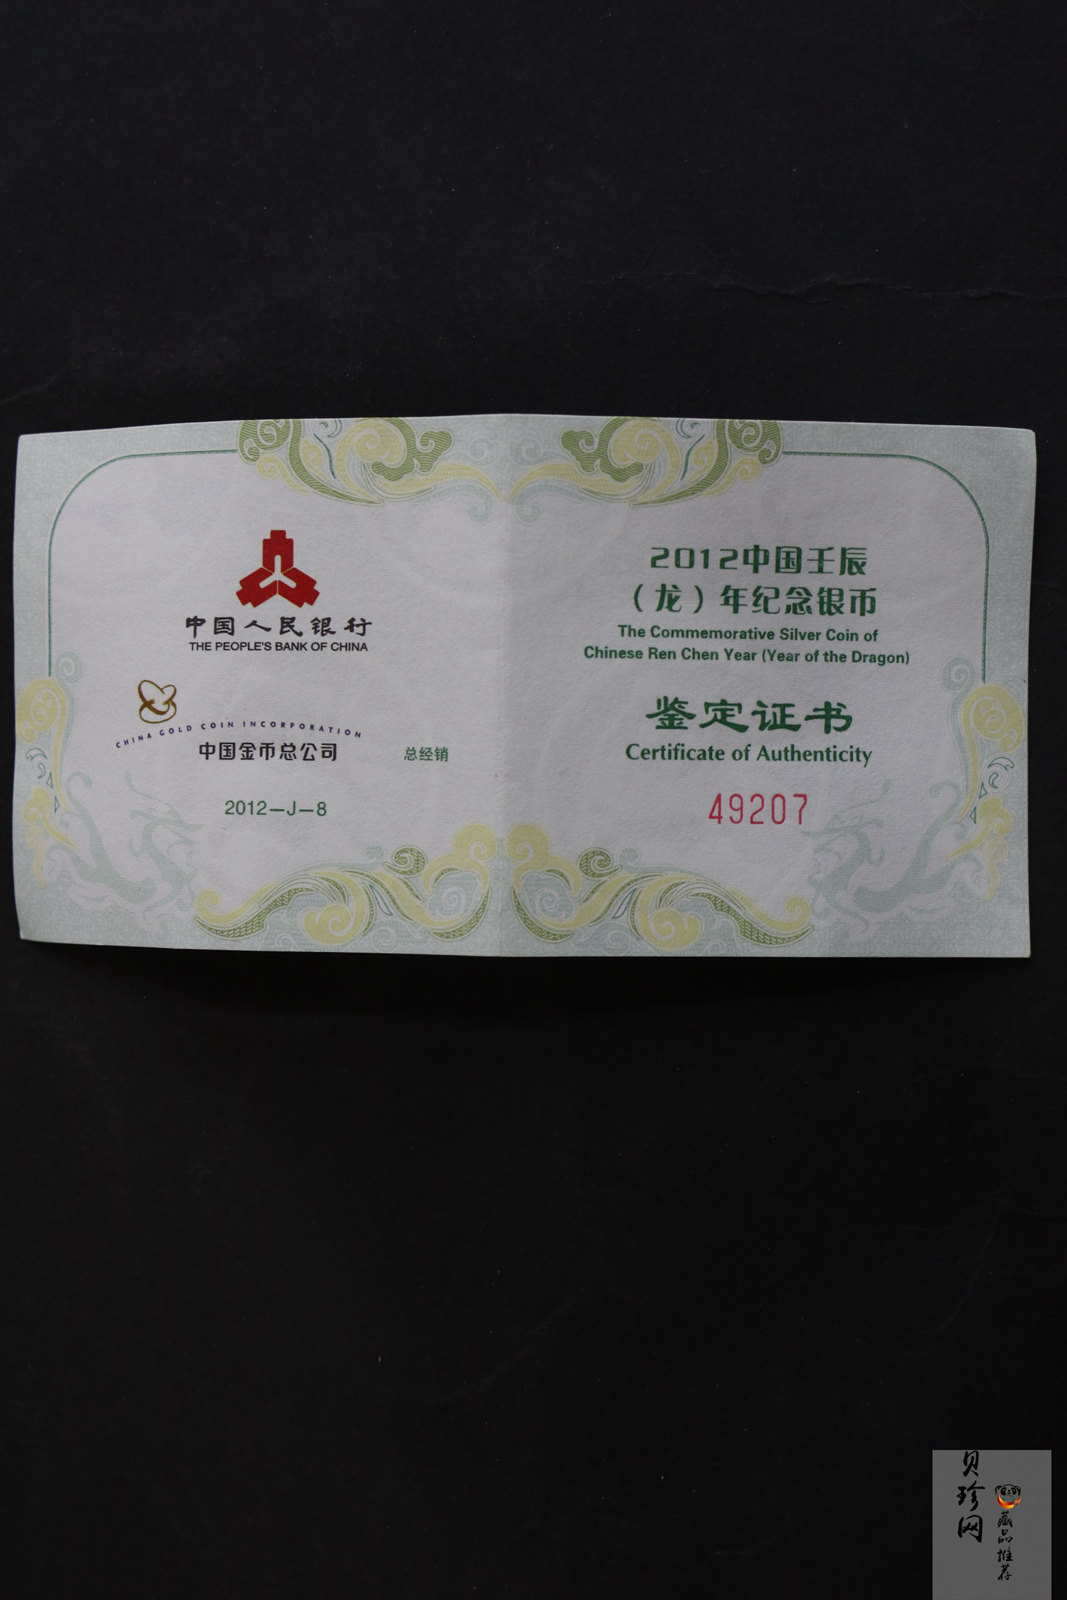 中国人民银行
THE PEOPLE'S BANK OF CHINA
CHINA GOLD COIN INCORPORATION
中国金币总公司 总经销
2012—J—8
2012中国壬辰
（龙）年纪念银币
The Commemorative Silver Coin of
Chinese Ren Chen Year (Year of the Dragon)
鉴定证书
Certificate of Authenticity
49207
贝珍网
藏品推荐